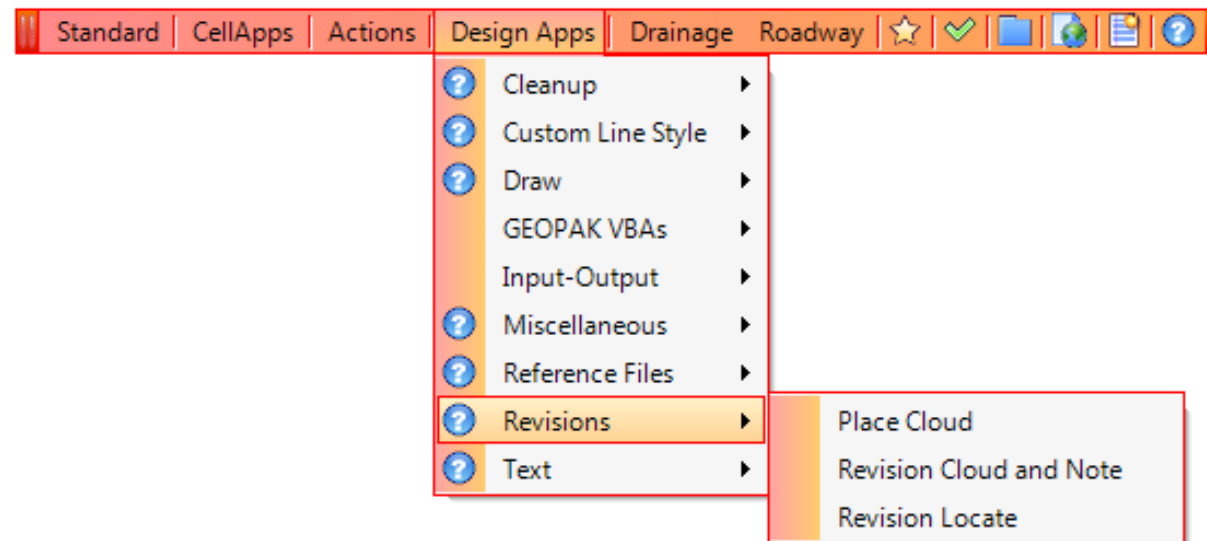 Standard CellApps Actions Design Apps Drainage Roadway
Cleanup
Custom Line Style
Draw
GEOPAK VBAs
Input-Output
Miscellaneous
Reference Files
Revisions
Text
Place Cloud
Revision Cloud and Note
Revision Locate